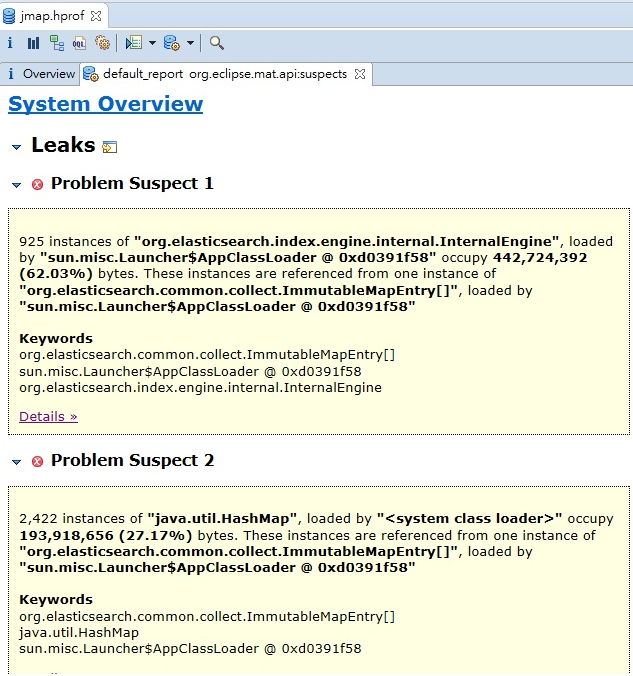 jmap.hprof
i OQL
i Overview default_report org.eclipse.mat.api:suspects
System Overview
Leaks
Problem Suspect 1
925 instances of "org.elasticsearch.index.engine.internal.InternalEngine", loaded
by "sun.misc.Launcher$AppClassLoader @ 0xd0391f58" occupy 442,724,392
(62.03%) bytes. These instances are referenced from one instance of
"org.elasticsearch.common.collect.ImmutableMapEntry[]", loaded by
"sun.misc.Launcher$AppClassLoader @ 0xd0391f58"
Keywords
org.elasticsearch.common.collect.ImmutableMapEntry[]
sun.misc.Launcher$AppClassLoader @ 0xd0391f58
org.elasticsearch.index.engine.internal.InternalEngine
Details »
Problem Suspect 2
2,422 instances of "java.util.HashMap", loaded by "<system class loader>" occupy
193,918,656 (27.17%) bytes. These instances are referenced from one instance of
"org.elasticsearch.common.collect.ImmutableMapEntry[]", loaded by
"sun.misc.Launcher$AppClassLoader @ 0xd0391f58"
Keywords
org.elasticsearch.common.collect.ImmutableMapEntry[]
java.util.HashMap
sun.misc.Launcher$AppClassLoader @ 0xd0391f58